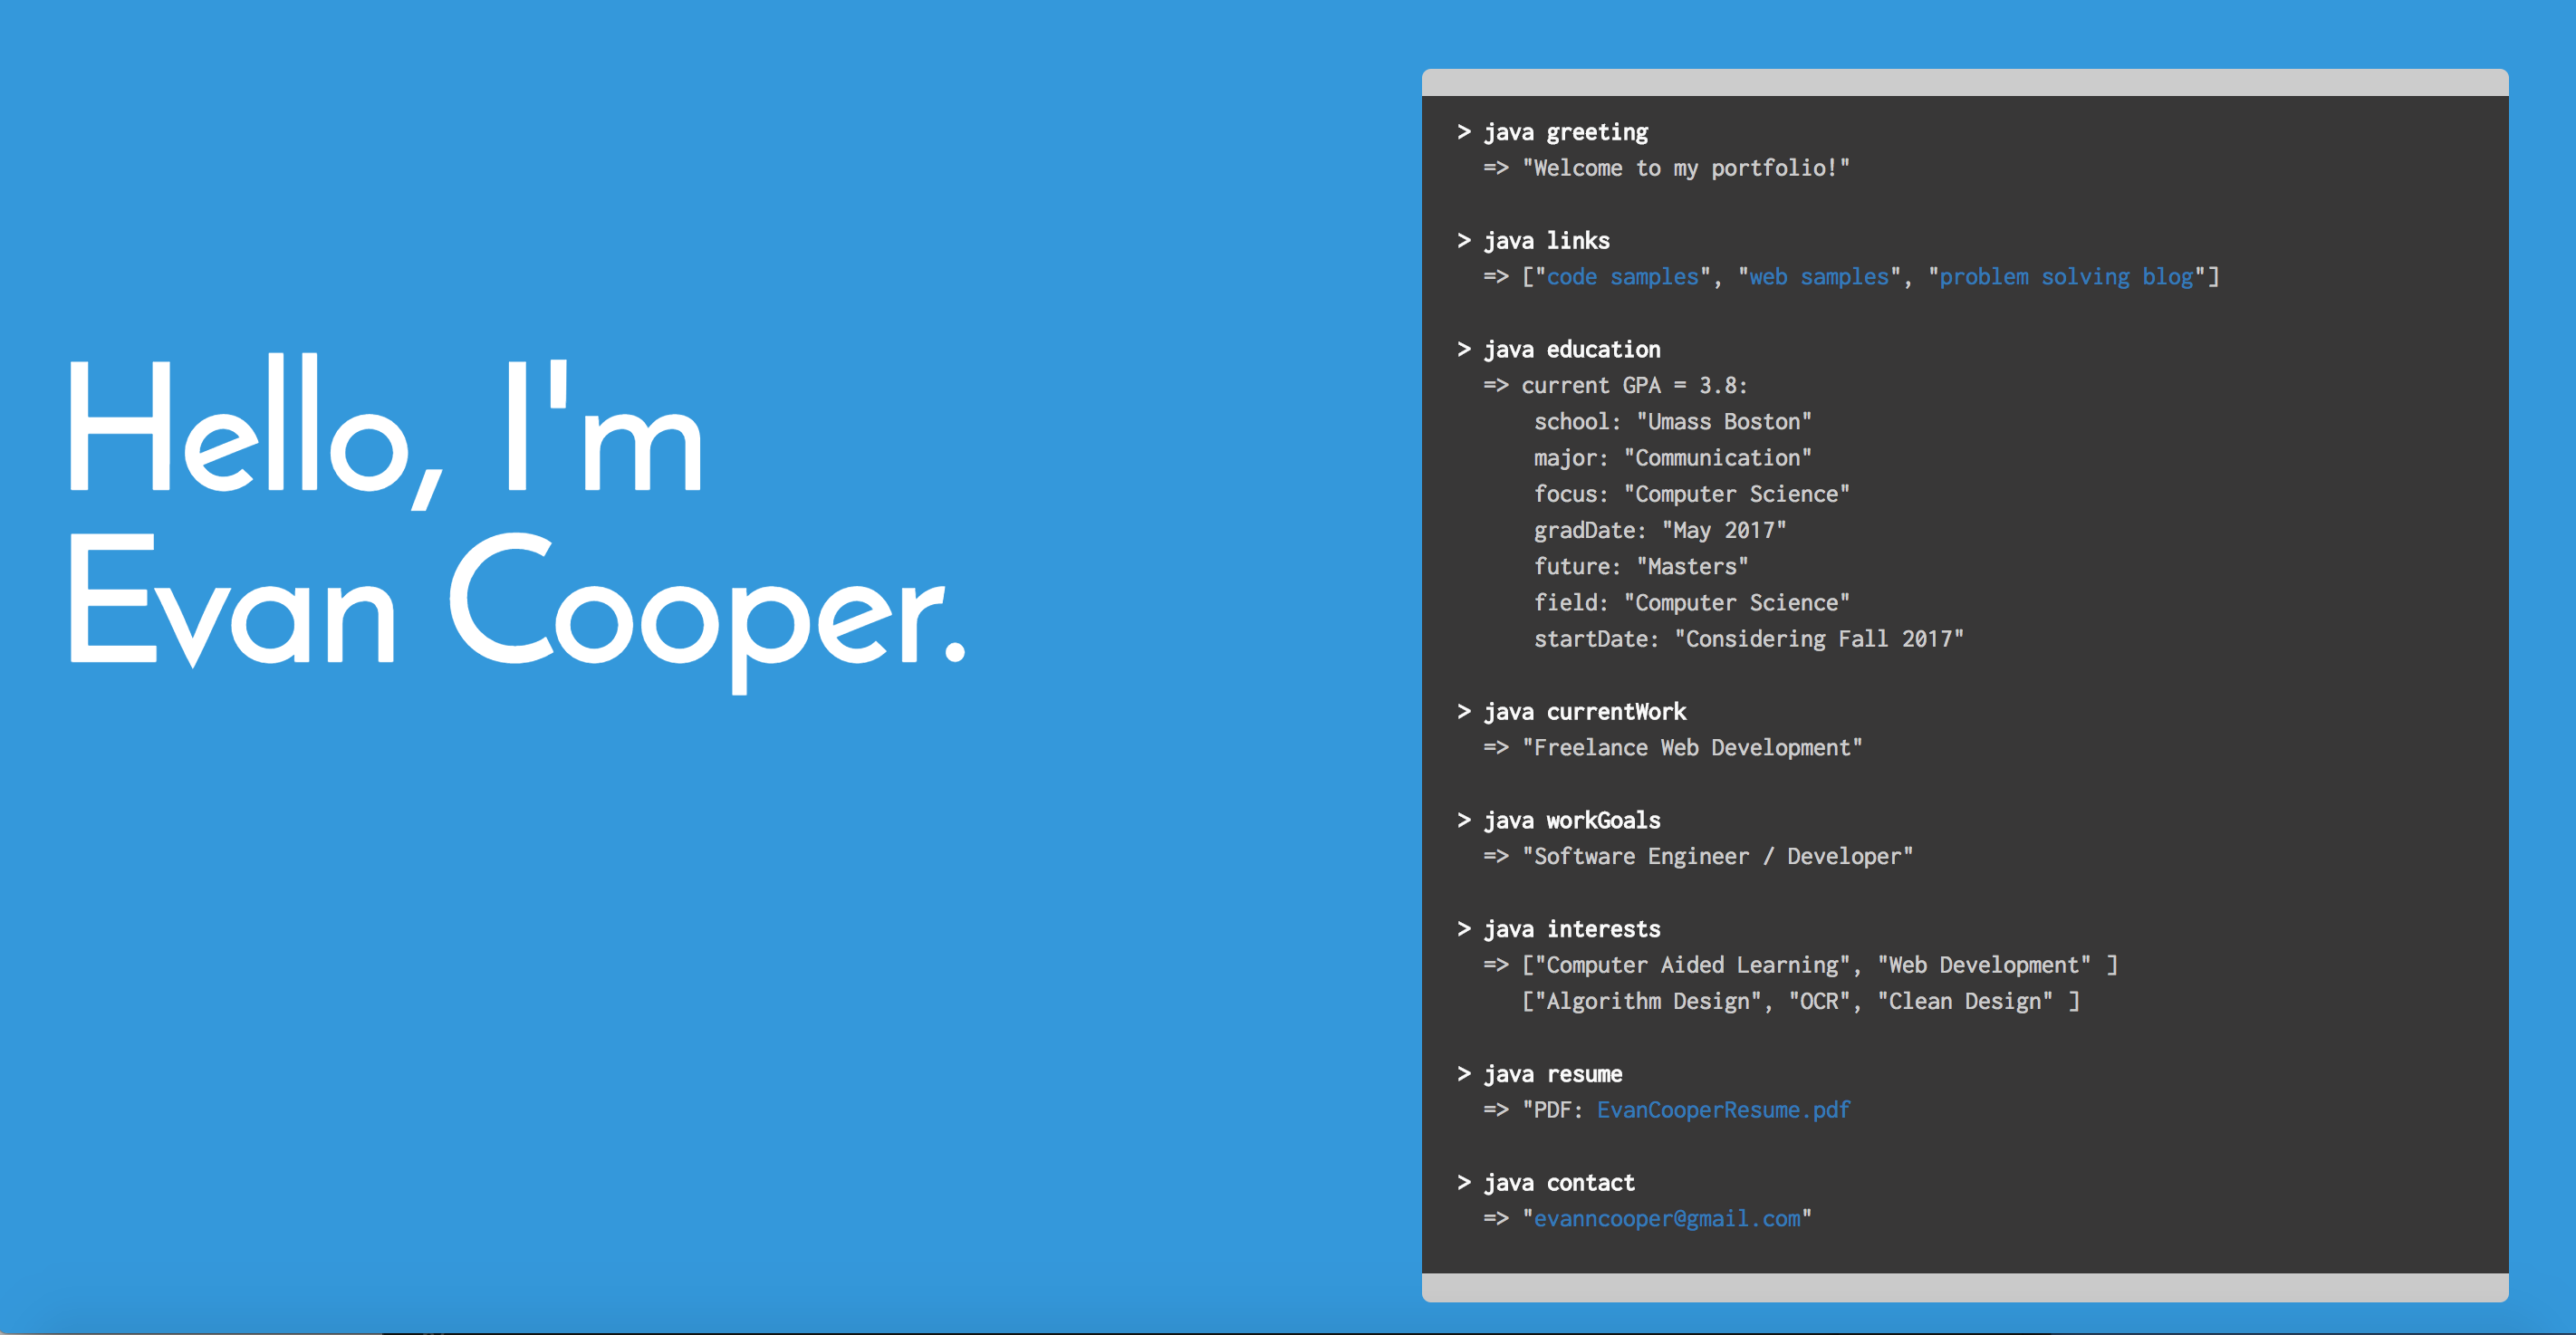 Hello, I'm
Evan Cooper.
> java greeting
=> "Welcome to my portfolio!"
> java links
=> ["code samples", "web samples", "problem solving blog"]
> java education
=> current GPA = 3.8:
school: "Umass Boston"
major: "Communication"
focus: "Computer Science"
gradDate: "May 2017"
future: "Masters"
field: "Computer Science"
startDate: "Considering Fall 2017"
> java currentWork
=> "Freelance Web Development"
> java workGoals
=> "Software Engineer / Developer"
> java interests
=> ["Computer Aided Learning", "Web Development" ]
["Algorithm Design", "OCR", "Clean Design" ]
> java resume
=> "PDF: EvanCooperResume.pdf
> java contact
=> "evanncooper@gmail.com"